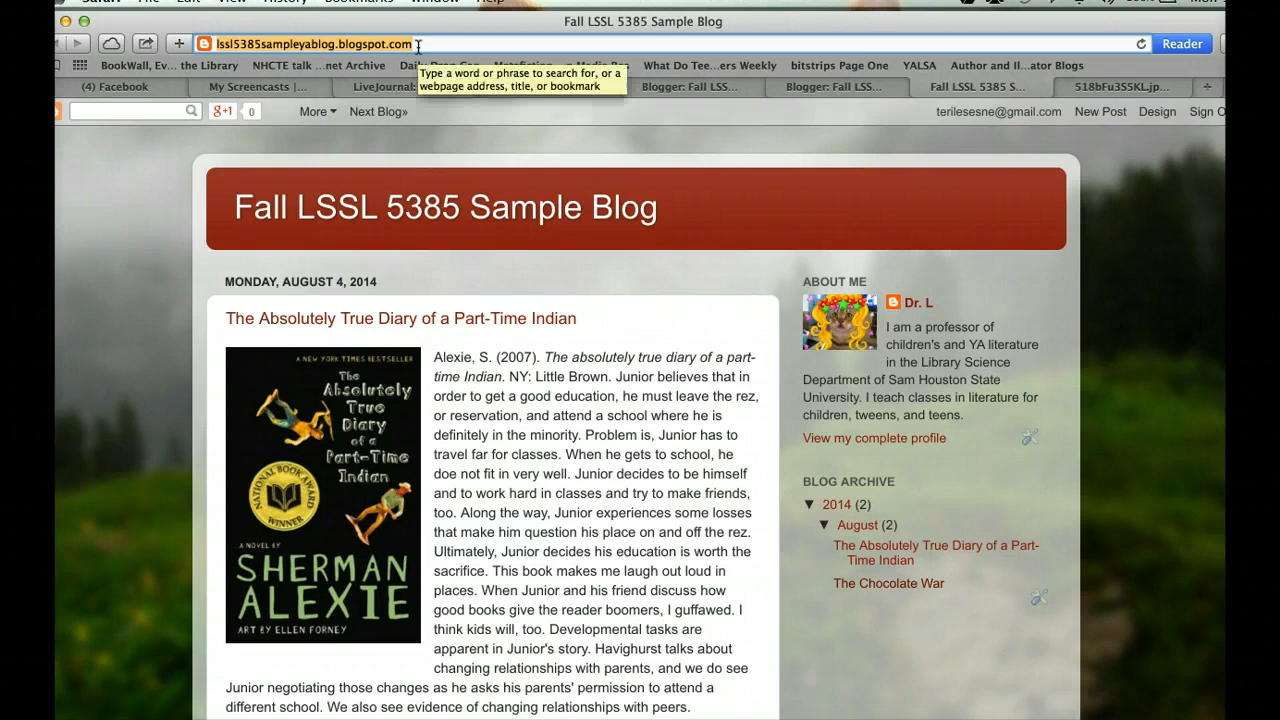 Safari File Edit View History Bookmarks Window Help
Fall LSSL 5385 Sample Blog
lssl5385sampleyablog.blogspot.com
Reader
BookWall, Ev... the Library NHCTE talk ...net Archive What Do Tee...ers Weekly bitstrips Page One YALSA Author and Il...ator Blogs
Type a word or phrase to search for, or a
webpage address, title, or bookmark
(4) Facebook My Screencasts |... LiveJournal: Blogger: Fall LSS... Blogger: Fall LSS... Fall LSSL 5385 S... 518bFu3S5KL.jp...
g+1 0 More Next Blog» terilesesne@gmail.com New Post Design Sign O
Fall LSSL 5385 Sample Blog
MONDAY, AUGUST 4, 2014
The Absolutely True Diary of a Part-Time Indian
A NEW YORK TIMES BESTSELLER
The
Absolutely
True
Diary
of a
Part-Time
Indian
NATIONAL BOOK AWARD
WINNER
A NOVEL BY
SHERMAN
ALEXIE
ART BY ELLEN FORNEY
Alexie, S. (2007). The absolutely true diary of a part-
time Indian. NY: Little Brown. Junior believes that in
order to get a good education, he must leave the rez,
or reservation, and attend a school where he is
definitely in the minority. Problem is, Junior has to
travel far for classes. When he gets to school, he
doe not fit in very well. Junior decides to be himself
and to work hard in classes and try to make friends,
too. Along the way, Junior experiences some losses
that make him question his place on and off the rez.
Ultimately, Junior decides his education is worth the
sacrifice. This book makes me laugh out loud in
places. When Junior and his friend discuss how
good books give the reader boomers, I guffawed. I
think kids will, too. Developmental tasks are
apparent in Junior's story. Havighurst talks about
changing relationships with parents, and we do see
Junior negotiating those changes as he asks his parents' permission to attend a
different school. We also see evidence of changing relationships with peers.
ABOUT ME
Dr. L
I am a professor of
children's and YA literature
in the Library Science
Department of Sam Houston State
University. I teach classes in literature for
children, tweens, and teens.
View my complete profile
BLOG ARCHIVE
▼ 2014 (2)
▼ August (2)
The Absolutely True Diary of a Part-
Time Indian
The Chocolate War